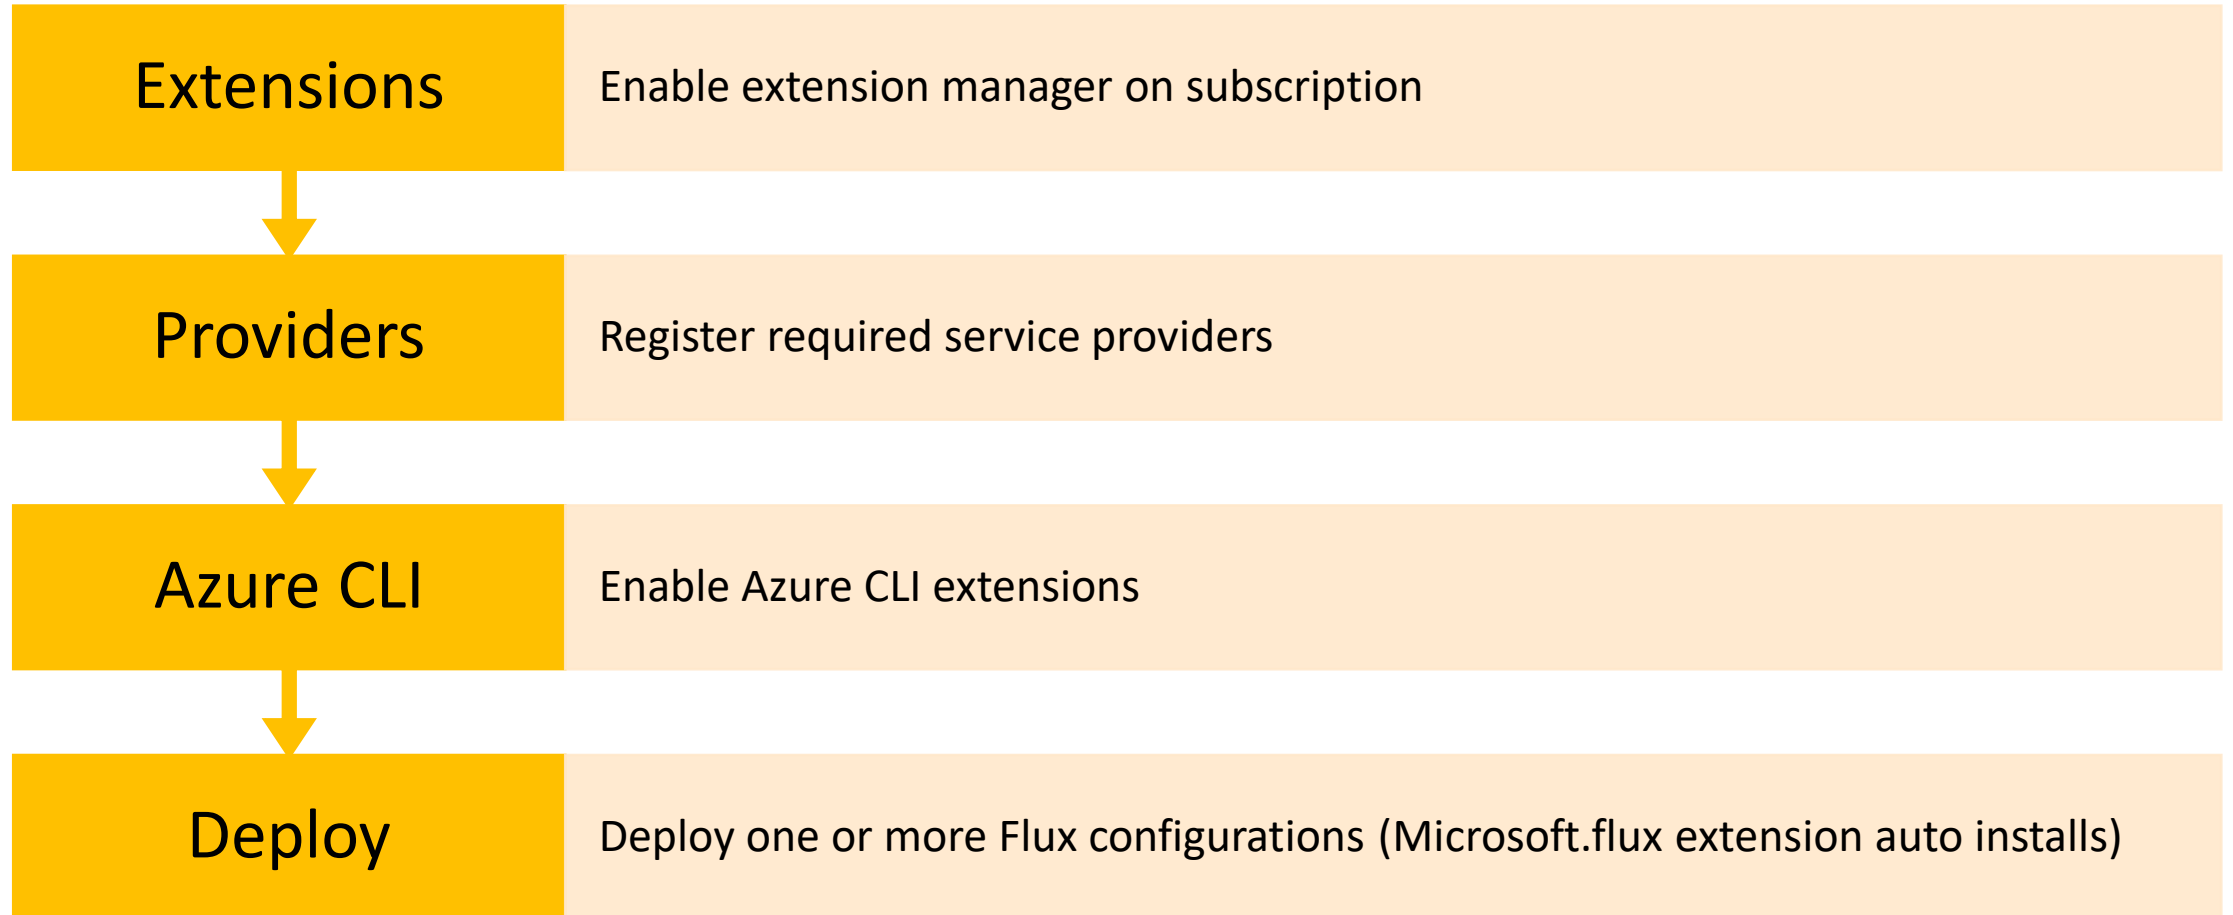 Extensions
Enable extension manager on subscription
Providers
Register required service providers
Azure CLI
Enable Azure CLI extensions
Deploy
Deploy one or more Flux configurations (Microsoft.flux extension auto installs)